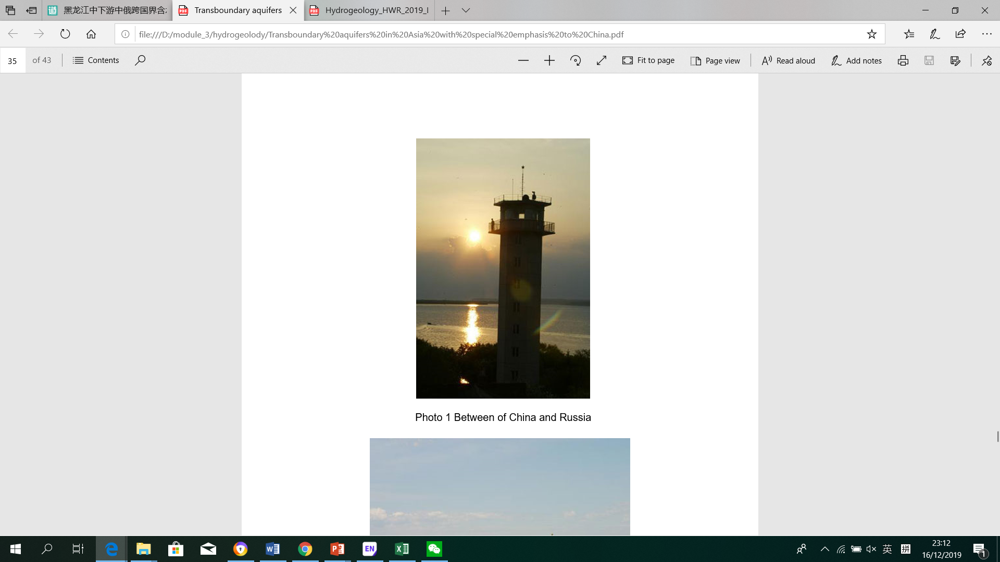 黑龙江中下游中俄跨国界含
Transboundary aquifers
Hydrogeology_HWR_2019_I
file:///D:/module_3/hydrogeolody/Transboundary%20aquifers%20in%20Asia%20with%20special%20emphasis%20to%20China.pdf
35 of 43 Contents Fit to page Page view Read aloud Add notes
Photo 1 Between of China and Russia
EN
英
拼
23:12
16/12/2019
1